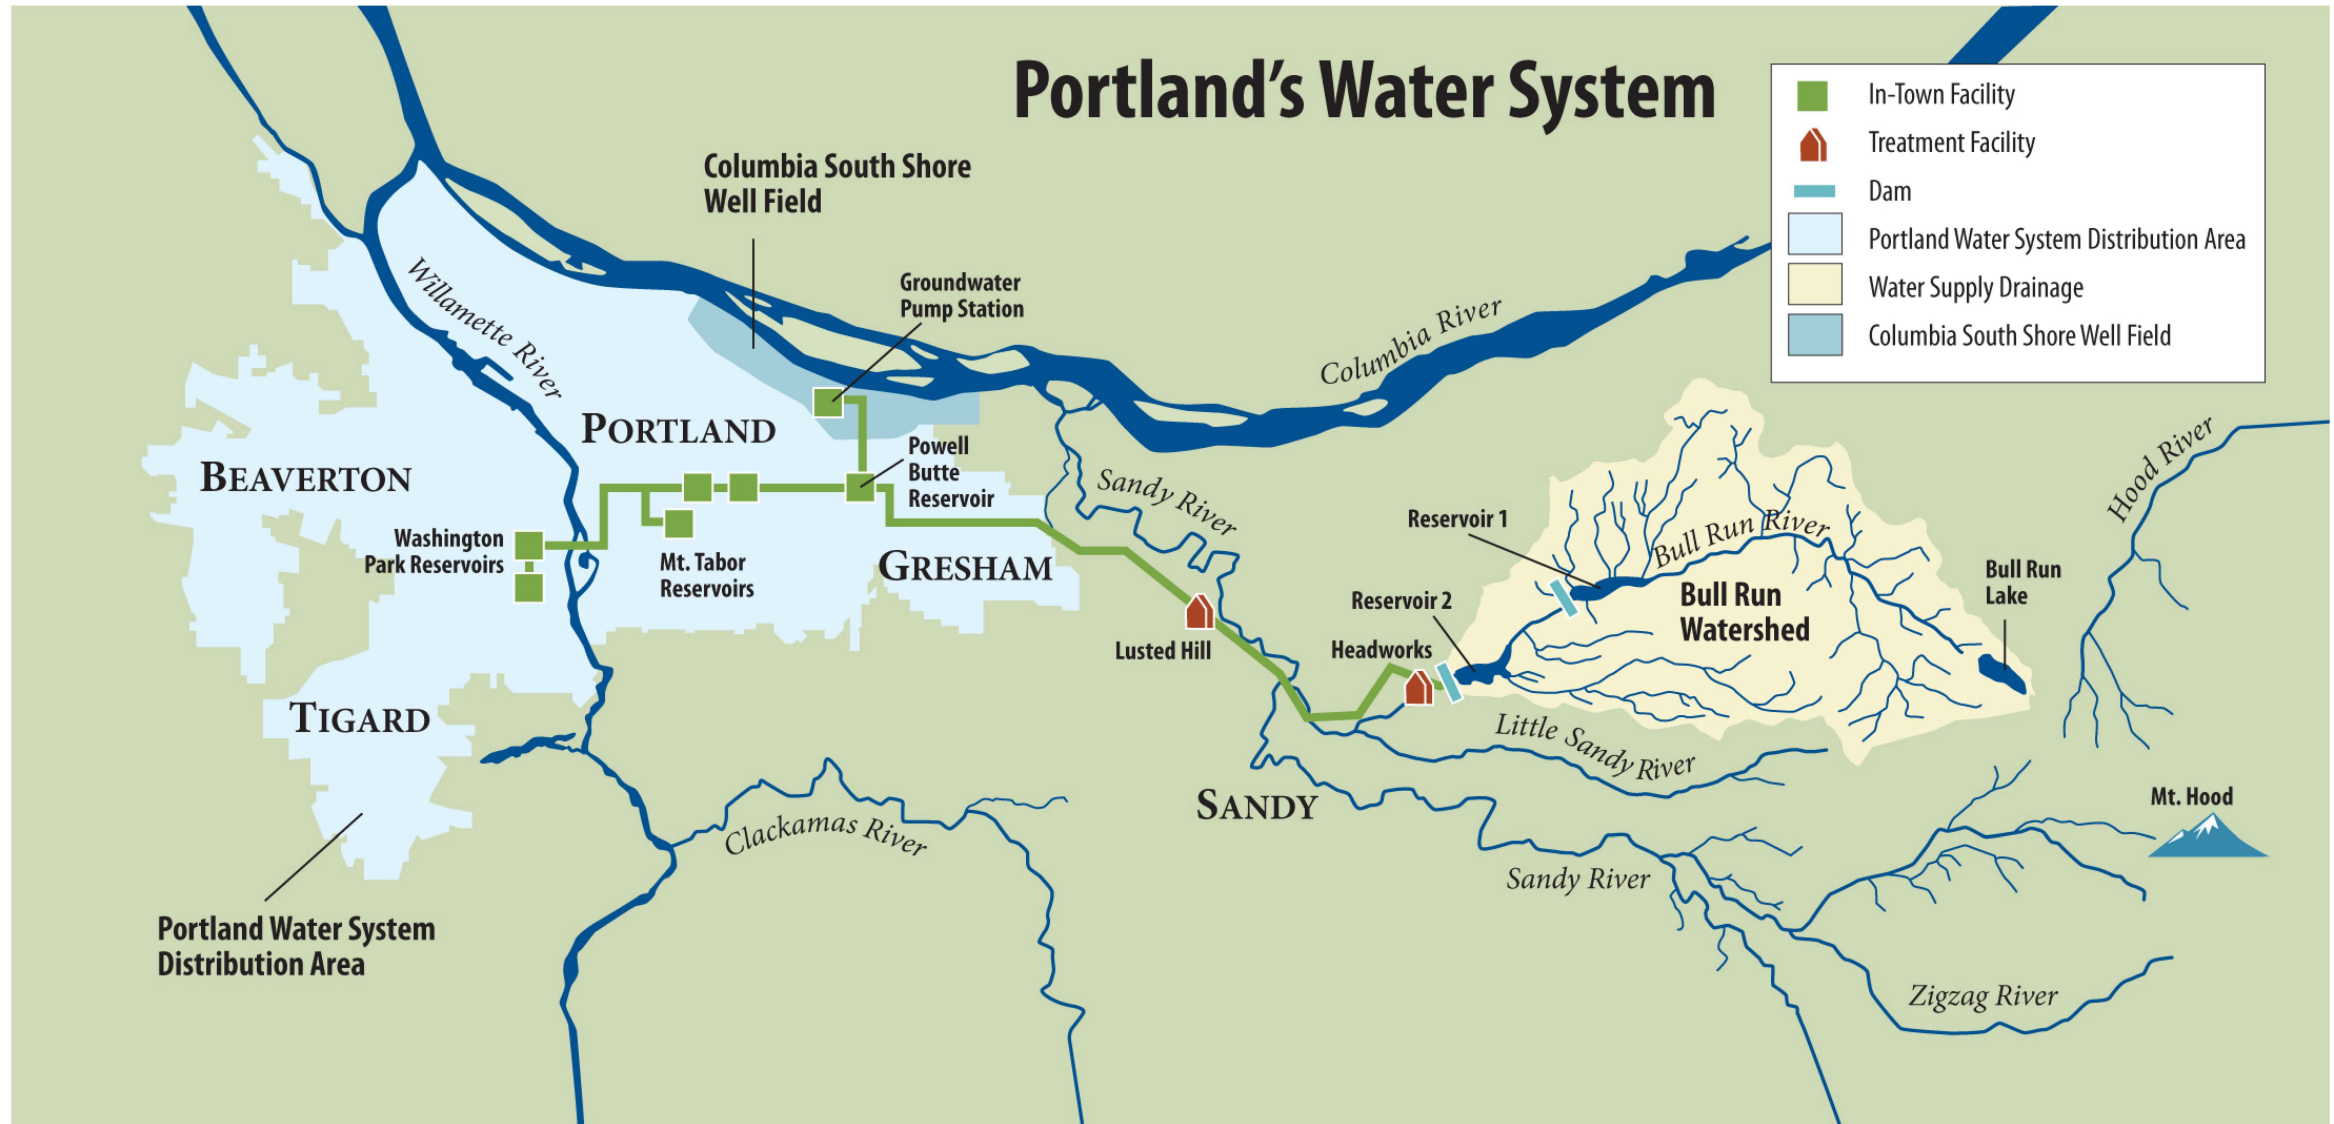 Portland's Water System
In-Town Facility
Treatment Facility
Dam
Portland Water System Distribution Area
Water Supply Drainage
Columbia South Shore Well Field
Columbia South Shore
Well Field
Groundwater
Pump Station
Willamette River
Columbia River
PORTLAND
BEAVERTON
Powell
Butte
Reservoir
Sandy River
Hood River
Washington
Park Reservoirs
Mt. Tabor
Reservoirs
GRESHAM
Reservoir 1
Bull Run River
Bull Run
Watershed
Bull Run
Lake
Reservoir 2
Lusted Hill
Headworks
TIGARD
Little Sandy River
SANDY
Mt. Hood
Clackamas River
Sandy River
Portland Water System
Distribution Area
Zigzag River